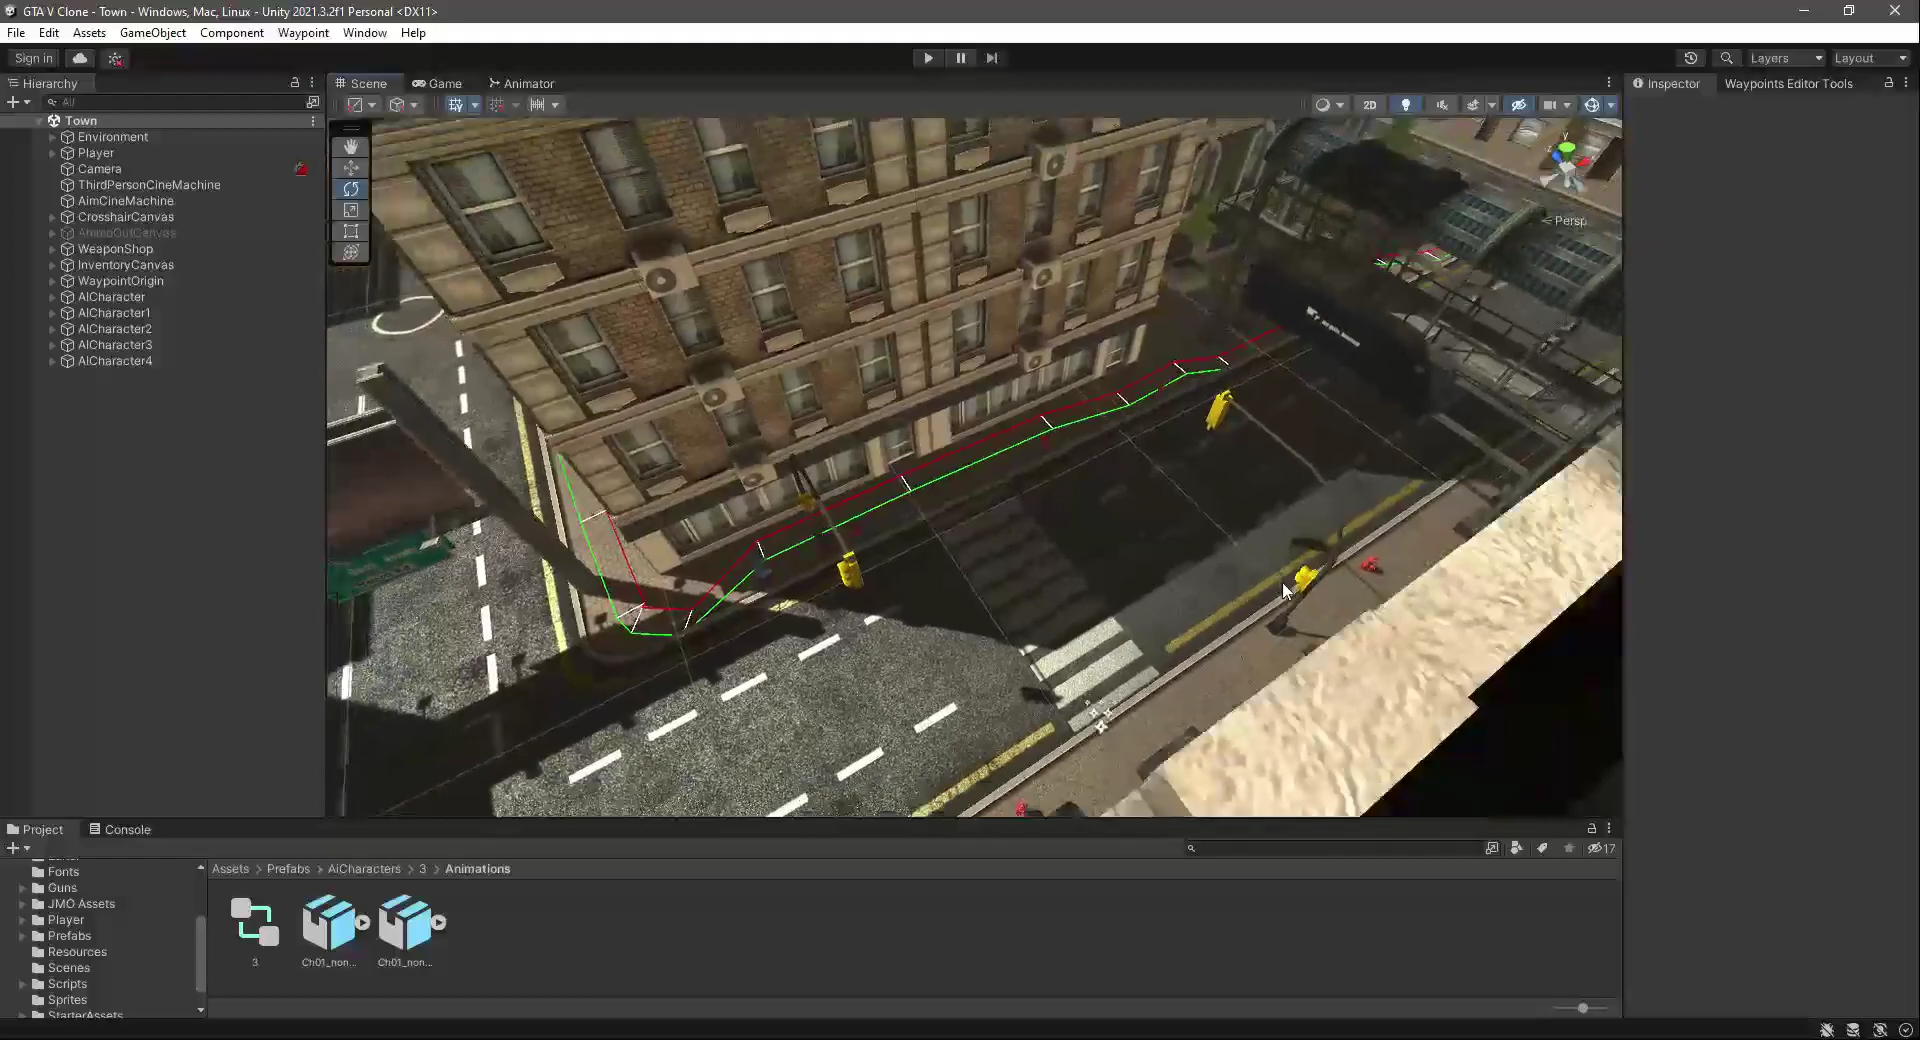 GTA V Clone - Town - Windows, Mac, Linux - Unity 2021.3.2f1 Personal <DX11>
File Edit Assets GameObject Component Waypoint Window Help
Sign in
Layers
Layout
Hierarchy
Scene
Game
Animator
Inspector
Waypoints Editor Tools
All
2D
Town
Environment
Player
Camera
ThirdPersonCineMachine
AimCineMachine
CrosshairCanvas
AmmoOutCanvas
WeaponShop
InventoryCanvas
WaypointOrigin
AICharacter
AICharacter1
AICharacter2
AICharacter3
AICharacter4
y
Persp
Project
Console
17
Assets > Prefabs > AiCharacters > 3 > Animations
Fonts
Guns
JMO Assets
Player
Prefabs
Resources
Scenes
Scripts
Sprites
StarterAssets
3
Ch01_non...
Ch01_non...